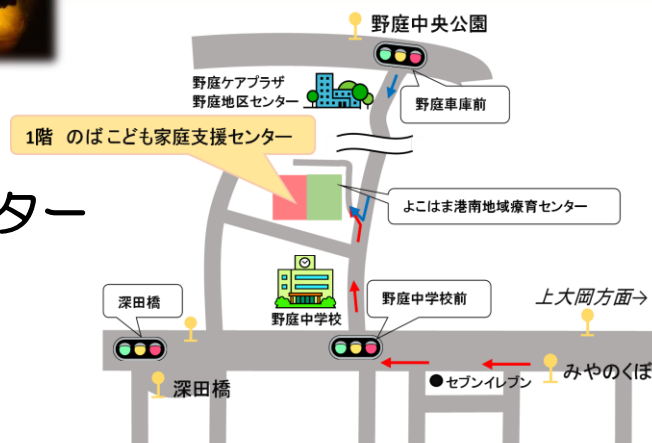 野庭中央公園
野庭ケアプラザ
野庭地区センター
野庭車庫前
1階 のばこども家庭支援センター
ター
よこはま港南地域療育センター
深田橋
野庭中学校前
上大岡方面→
野庭中学校
みやのくぼ
●セブンイレブン
深田橋